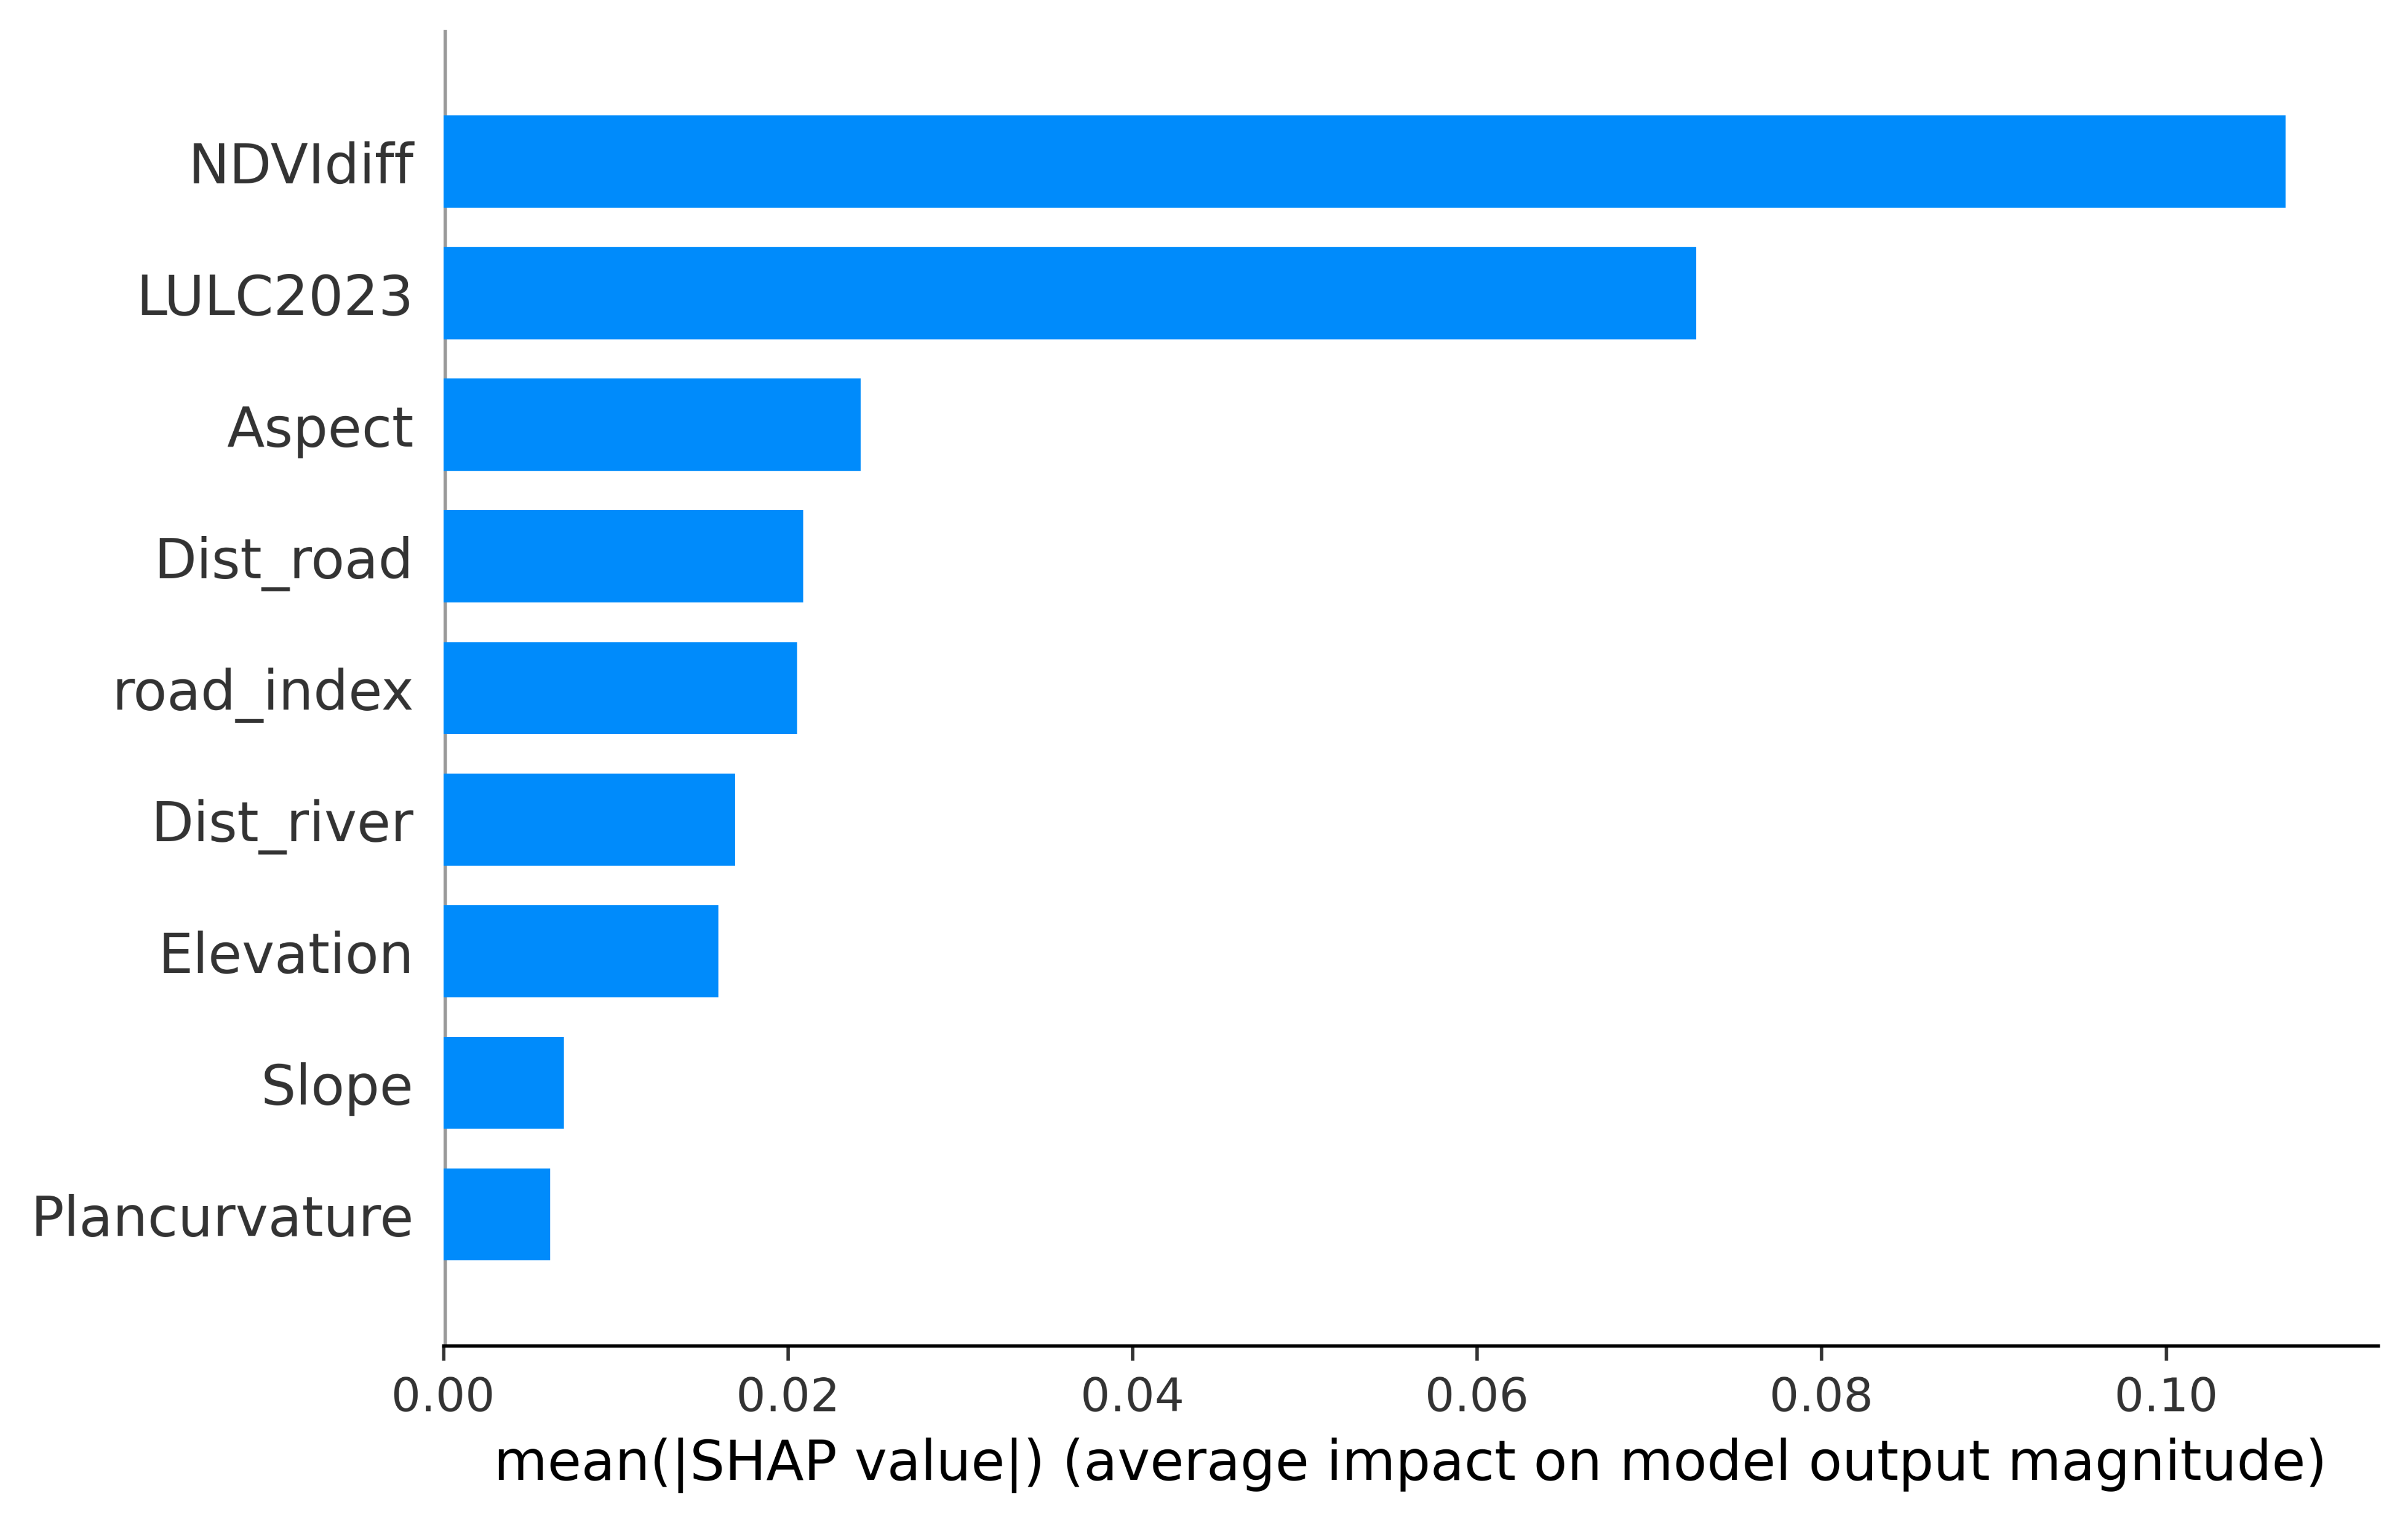 NDVIdiff
LULC2023
Aspect
Dist_road
road_index
Dist_river
Elevation
Slope
Plancurvature
0.00 0.02 0.04 0.06 0.08 0.10
mean(|SHAP value|) (average impact on model output magnitude)